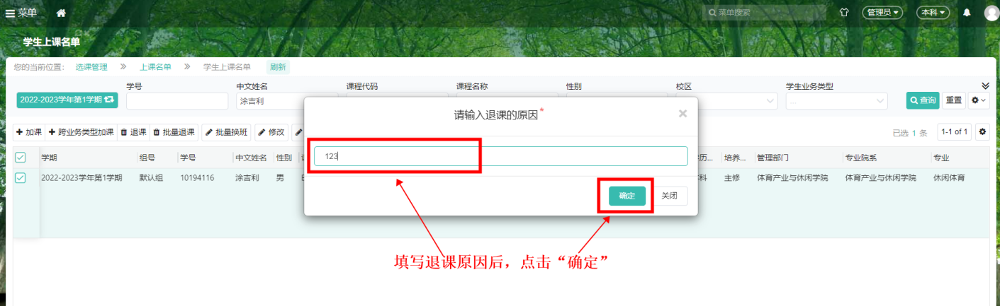 菜单 菜单搜索 管理员 本科
学生上课名单
您的当前位置： 选课管理 》 上课名单 》 学生上课名单 刷新
学号 中文姓名 课程代码 课程名称 性别 校区 学生业务类型
2022-2023学年第1学期 涂吉利 ... 查询 重置
请输入退课的原因* ×
+ 加课 + 跨业务类型加课 退课 批量退课 批量换班 修改 已选 1 条 1-1 of 1
123
学期 组号 学号 中文姓名 性别 历... 培养... 管理部门 专业院系 专业
2022-2023学年第1学期 默认组 10194116 涂吉利 男 主修 体育产业与休闲学院 体育产业与休闲学院 休闲体育
确定 关闭
填写退课原因后，点击“确定”